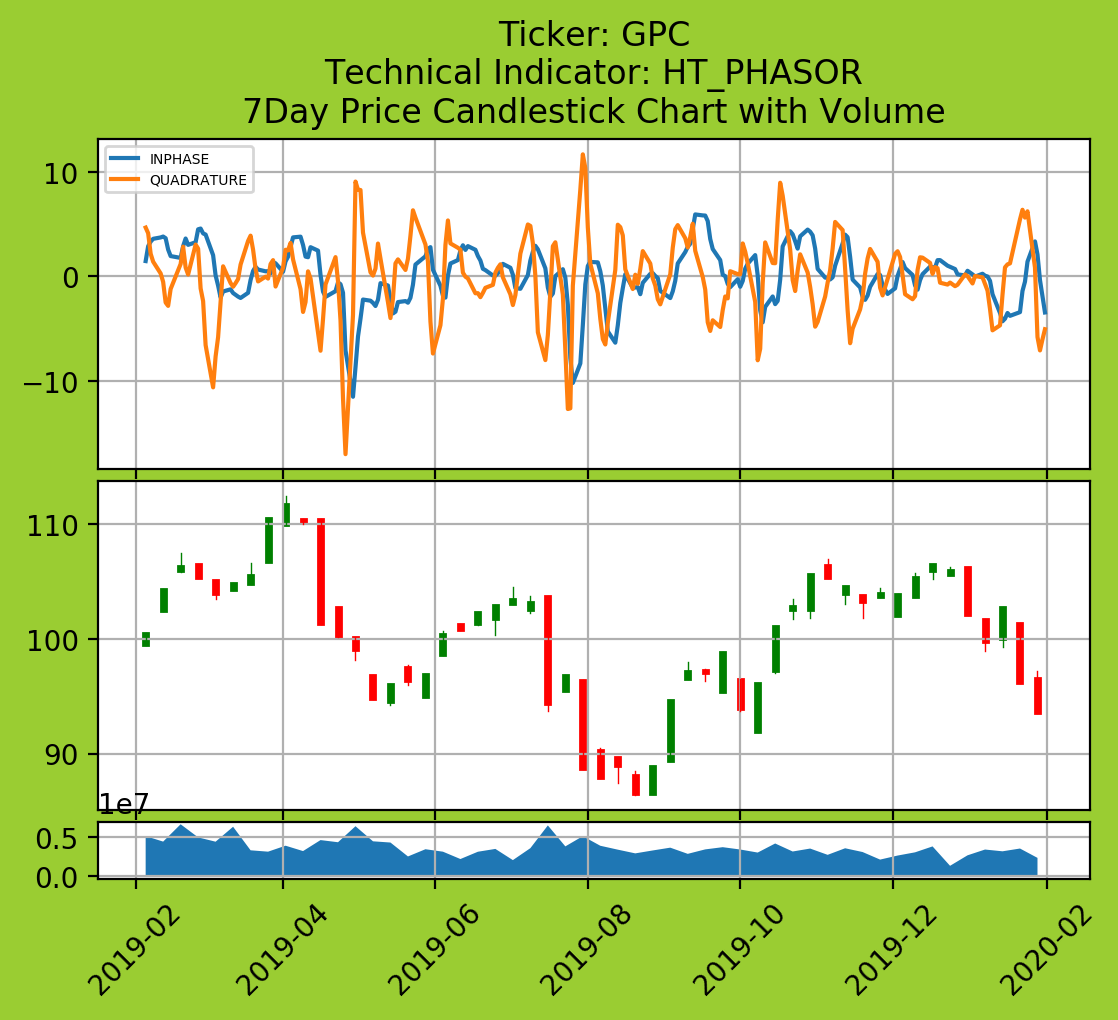 Ticker: GPC
Technical Indicator: HT_PHASOR
7Day Price Candlestick Chart with Volume
INPHASE
QUADRATURE
10
0
−10
110
100
90
1e7
0.5
0.0
2019-02
2019-04
2019-06
2019-08
2019-10
2019-12
2020-02